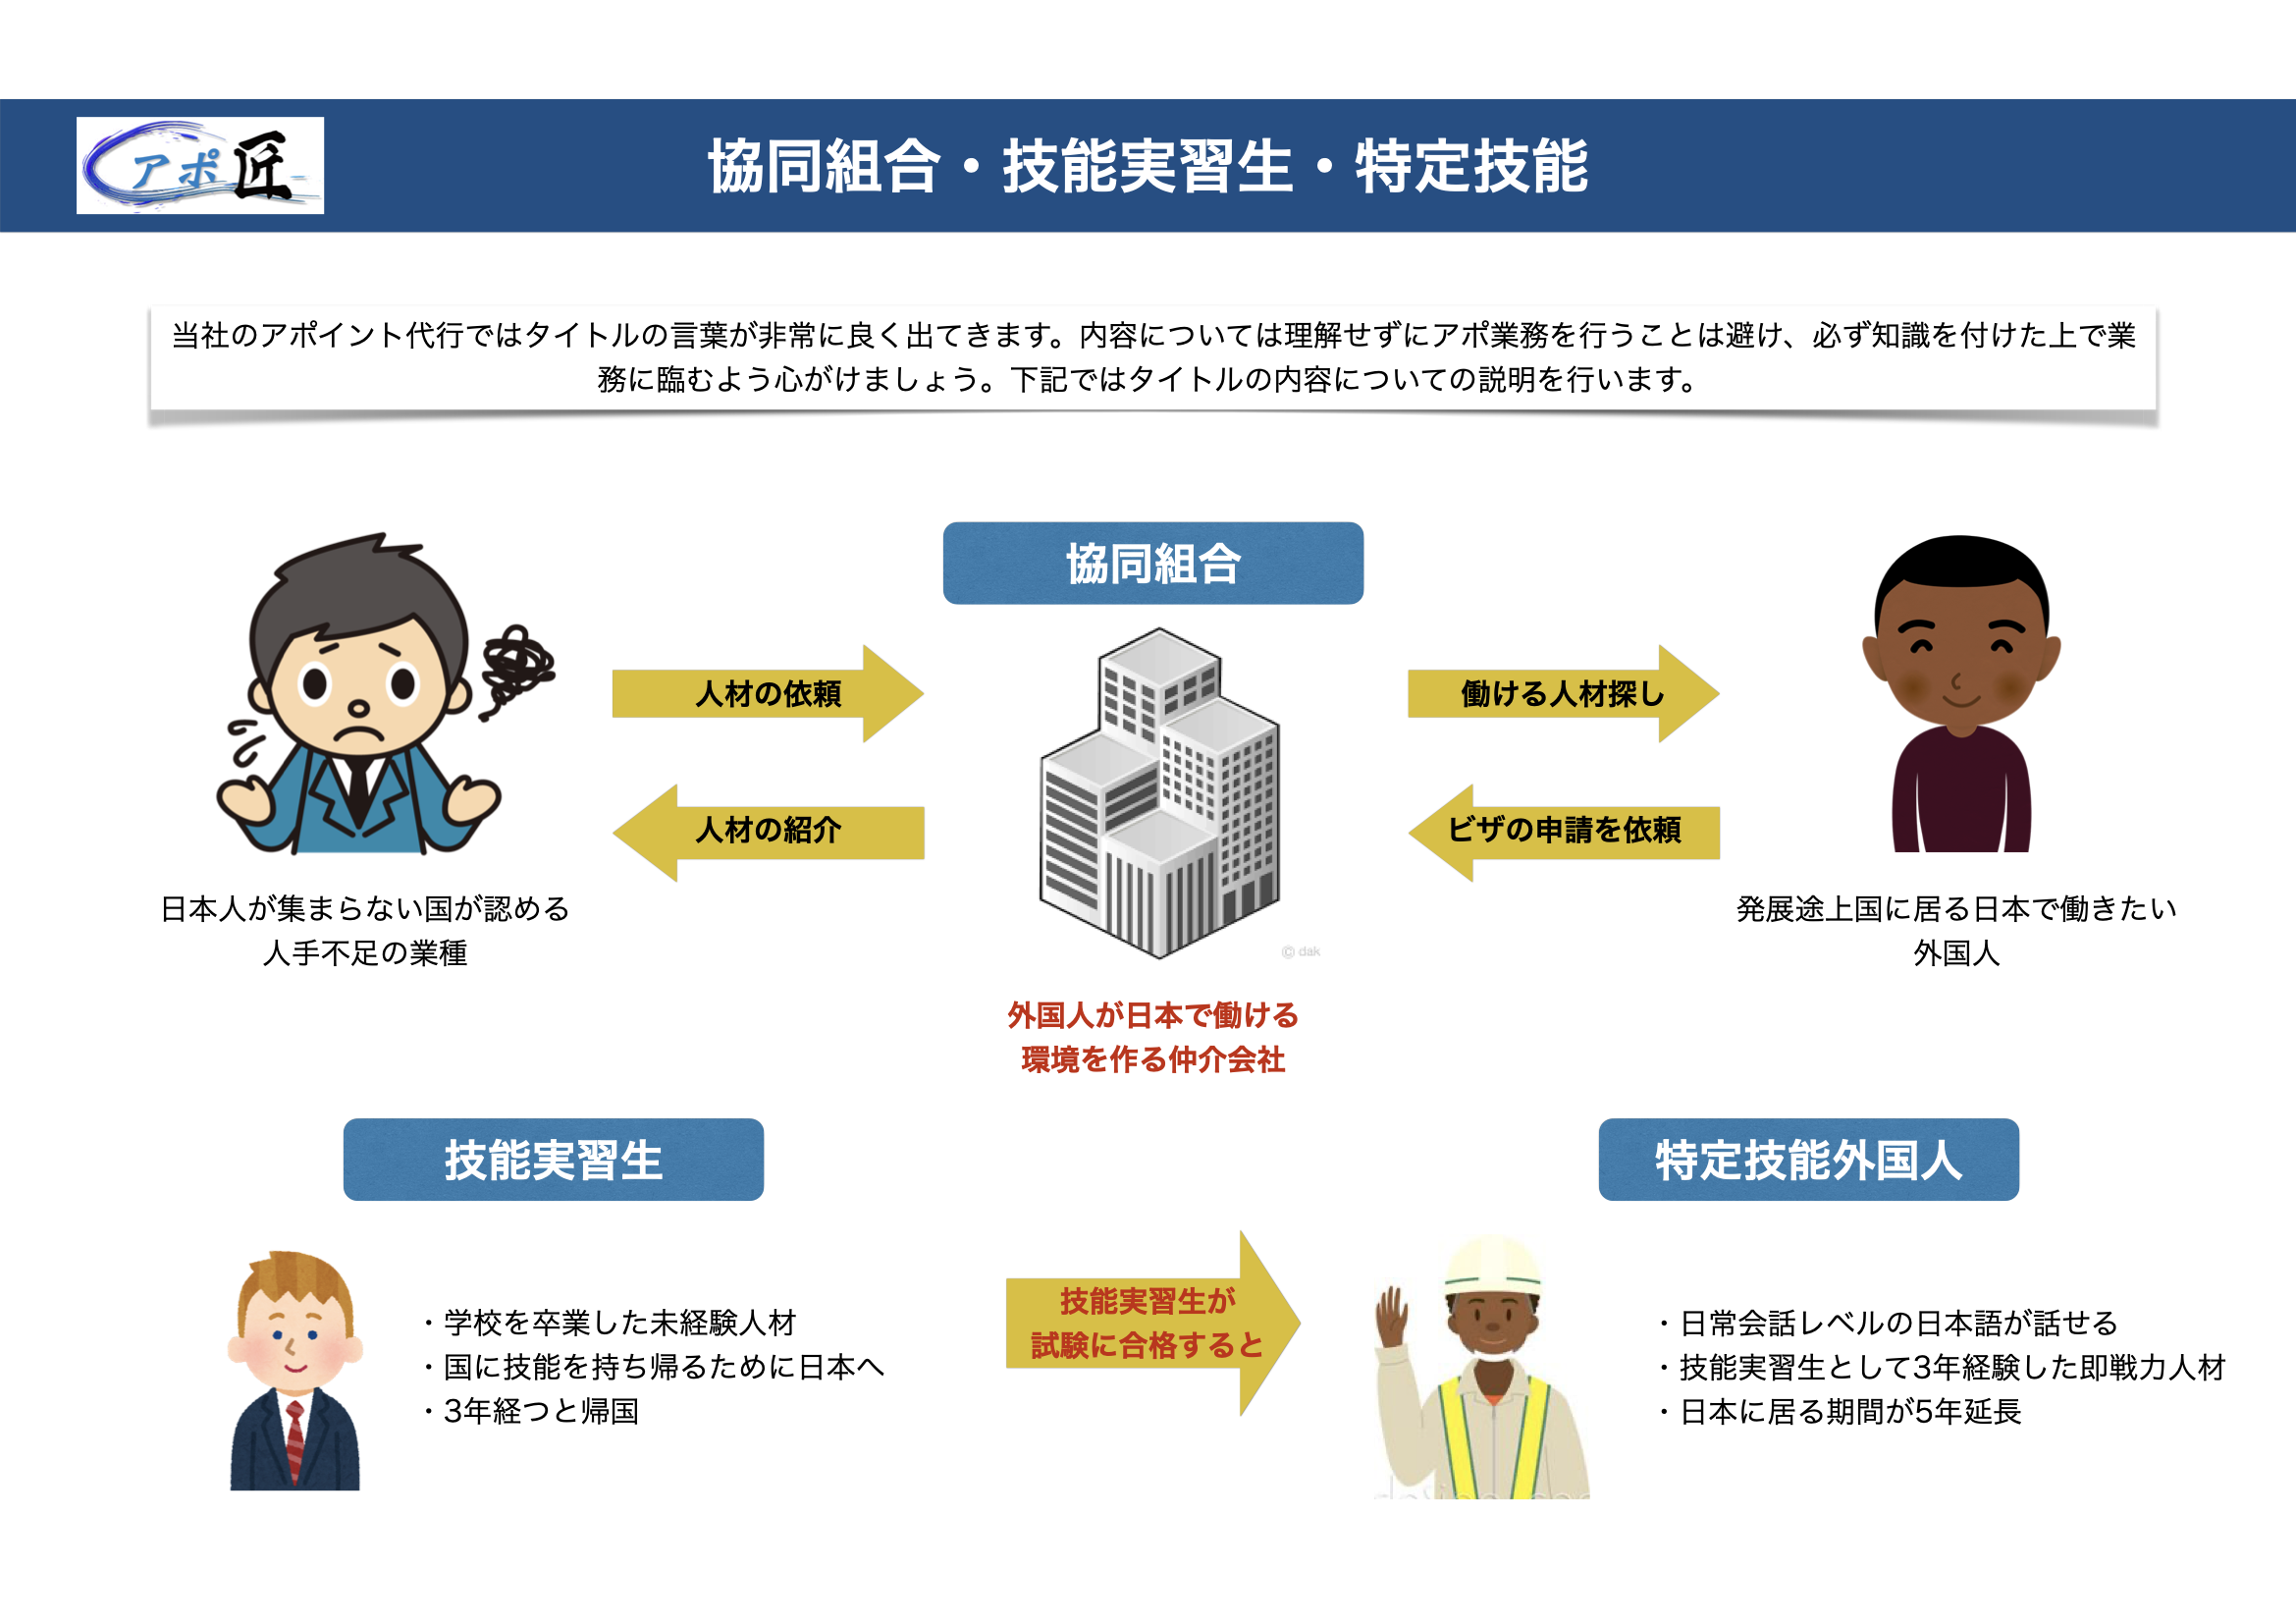 アポ匠
協同組合・技能実習生・特定技能
当社のアポイント代行ではタイトルの言葉が非常に良く出てきます。内容については理解せずにアポ業務を行うことは避け、必ず知識を付けた上で業
務に臨むよう心がけましょう。下記ではタイトルの内容についての説明を行います。
協同組合
人材の依頼
働ける人材探し
人材の紹介
ビザの申請を依頼
日本人が集まらない国が認める
人手不足の業種
© dak
発展途上国に居る日本で働きたい
外国人
外国人が日本で働ける
環境を作る仲介会社
技能実習生
特定技能外国人
・学校を卒業した未経験人材
・国に技能を持ち帰るために日本へ
・3年経つと帰国
技能実習生が
試験に合格すると
・日常会話レベルの日本語が話せる
・技能実習生として3年経験した即戦力人材
・日本に居る期間が5年延長